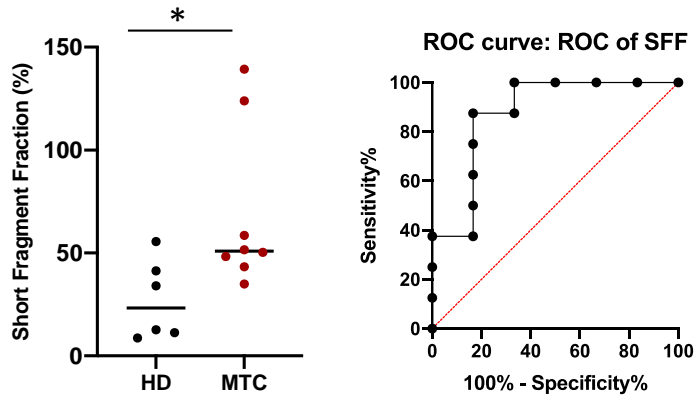 *
150
100
50
0
Short Fragment Fraction (%)
HD MTC
ROC curve: ROC of SFF
100
80
60
40
20
0
Sensitivity%
0 20 40 60 80 100
100% - Specificity%